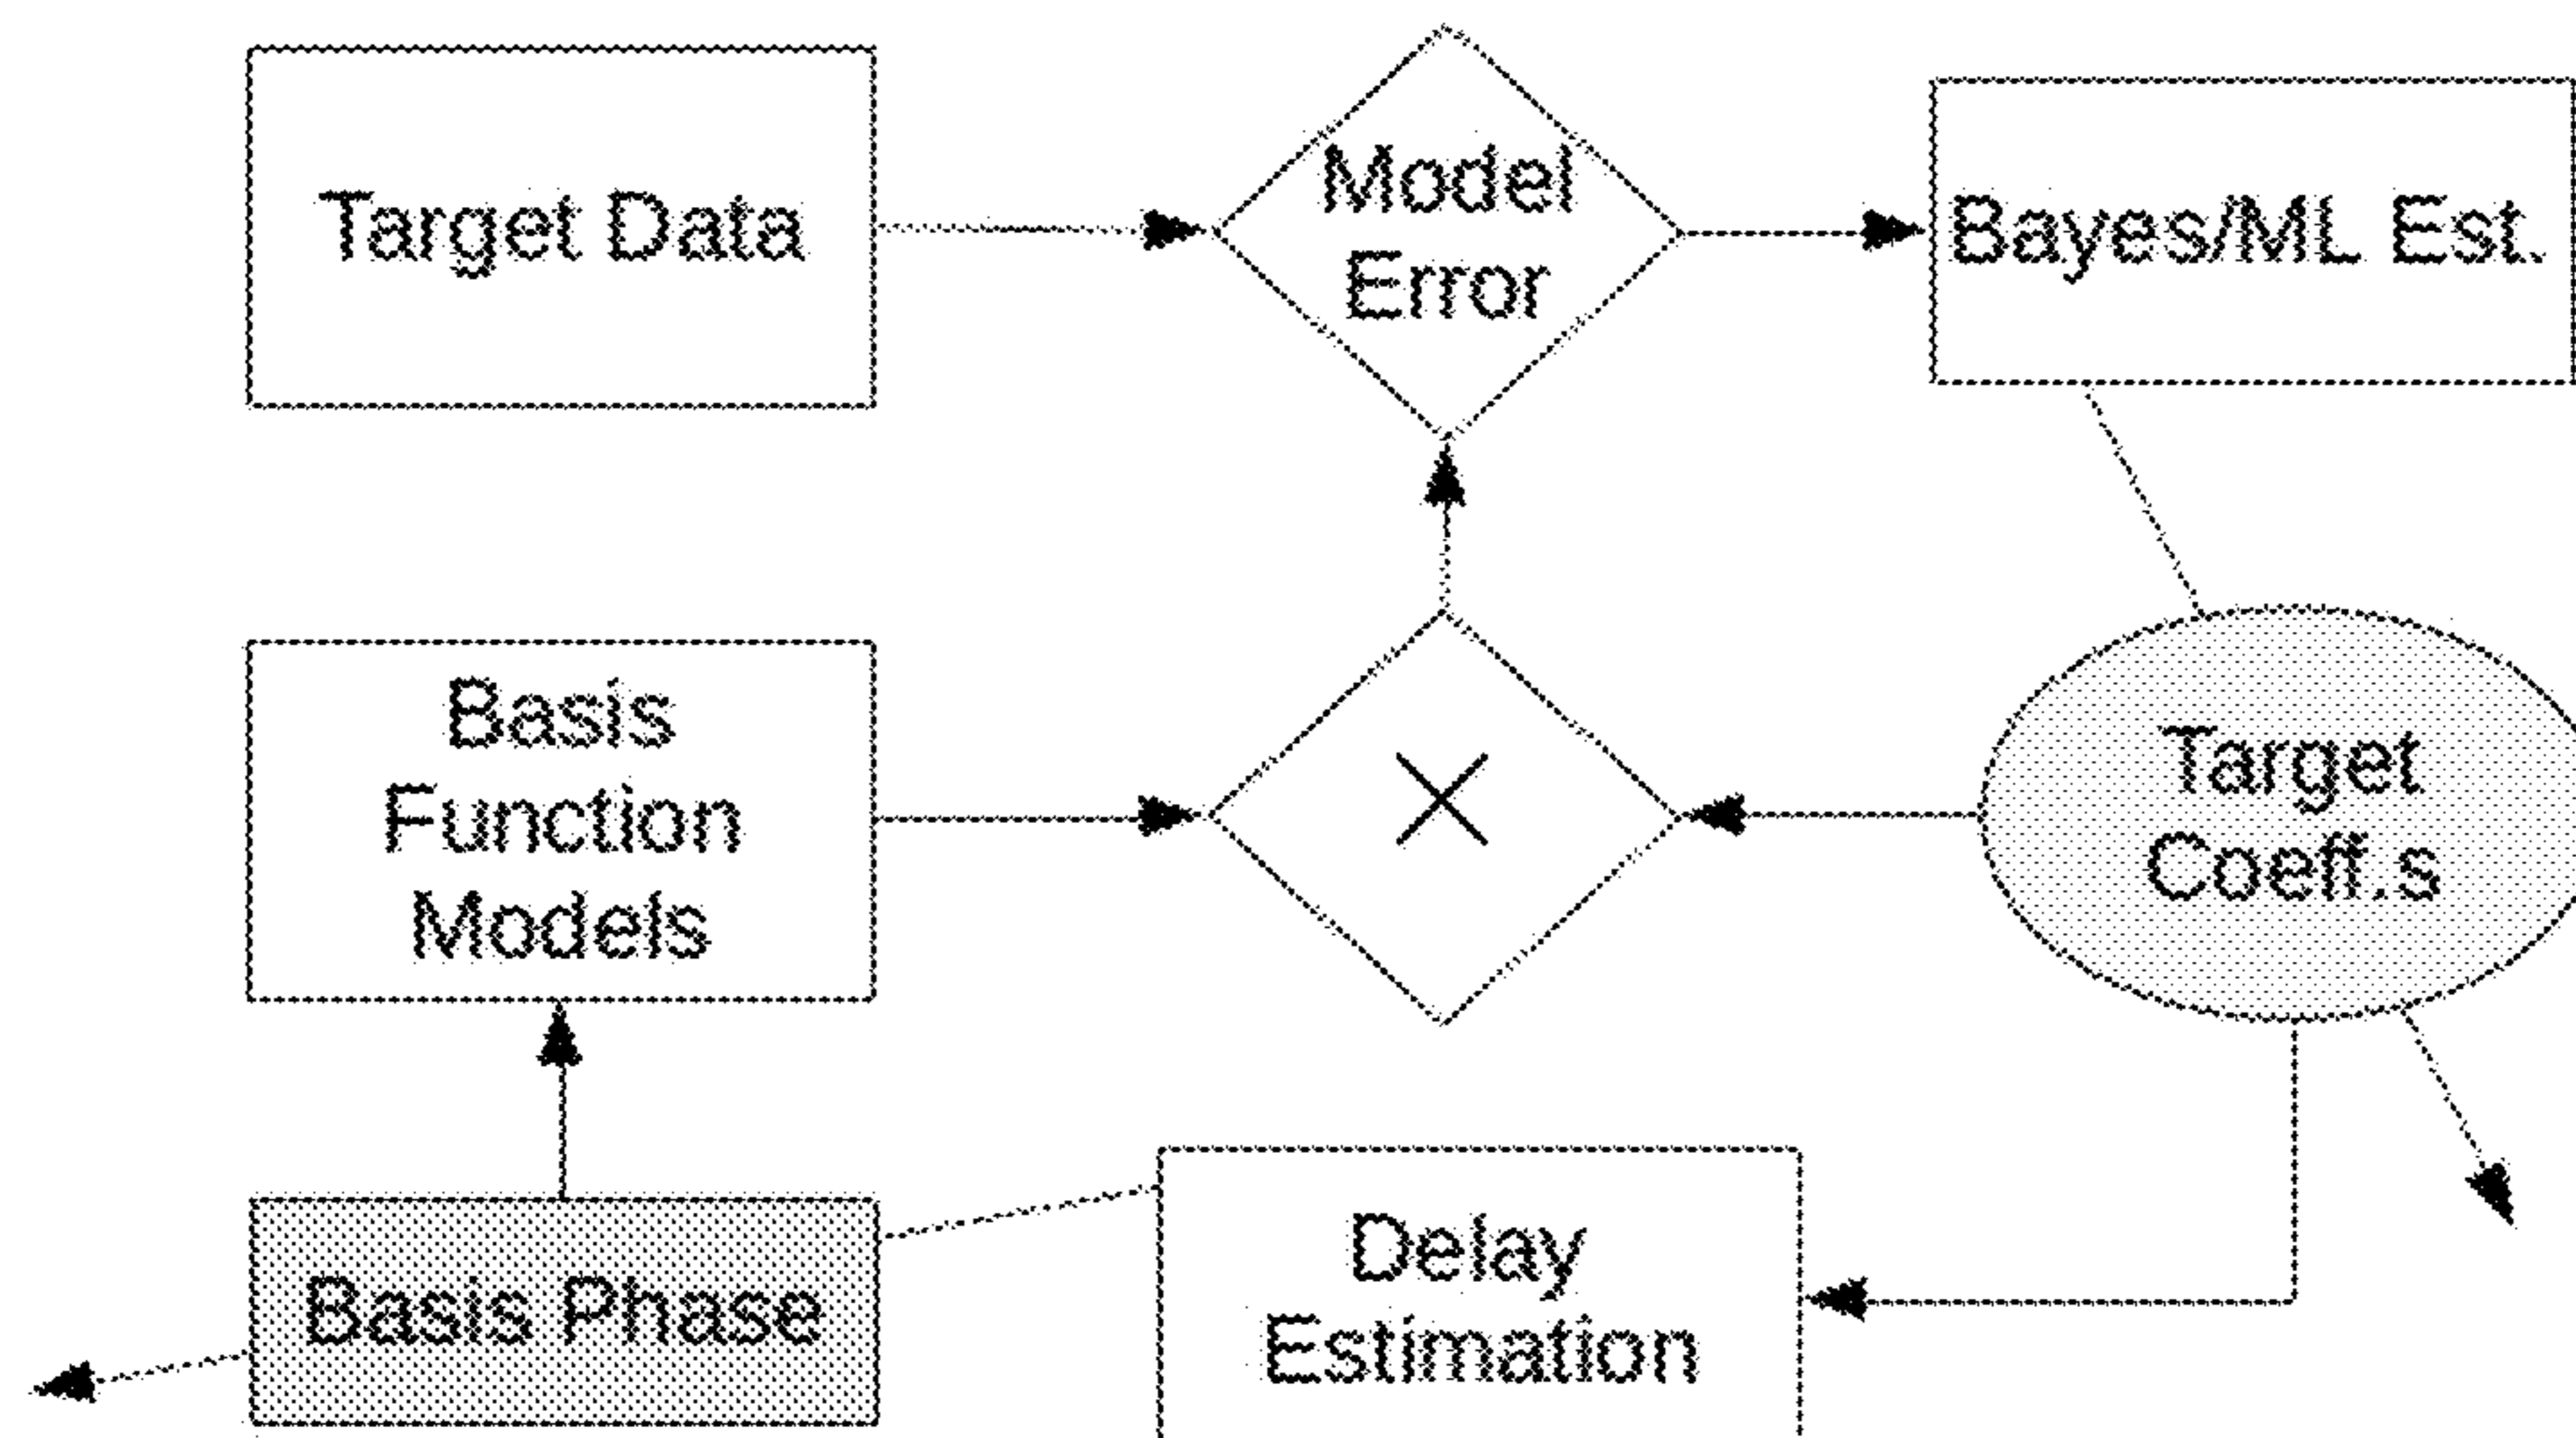 Target Data
Model
Error
Bayes/ML Est.
Basis
Function
Models
×
Target
Coeff.s
Basis Phase
Delay
Estimation